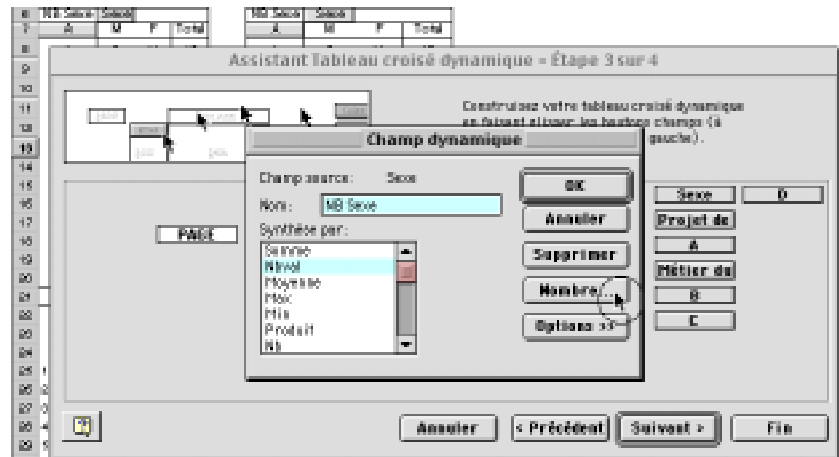 NB Sexe Sexe NB Sexe Sexe
A M F Total A M F Total
Assistant Tableau croisé dynamique - Étape 3 sur 4
Construisez votre tableau croisé dynamique
en faisant glisser les boutons champs (à
gauche).
Champ dynamique
Champ source: Sexe
Nom: NB Sexe
Synthèse par:
Somme
Nbval
Moyenne
Max
Min
Produit
Nb
OK
Annuler
Supprimer
Nombre...
Options >>
PAGE
Sexe D
Projet de
A
Métier du
B
C
Annuler
< Précédent
Suivant >
Fin